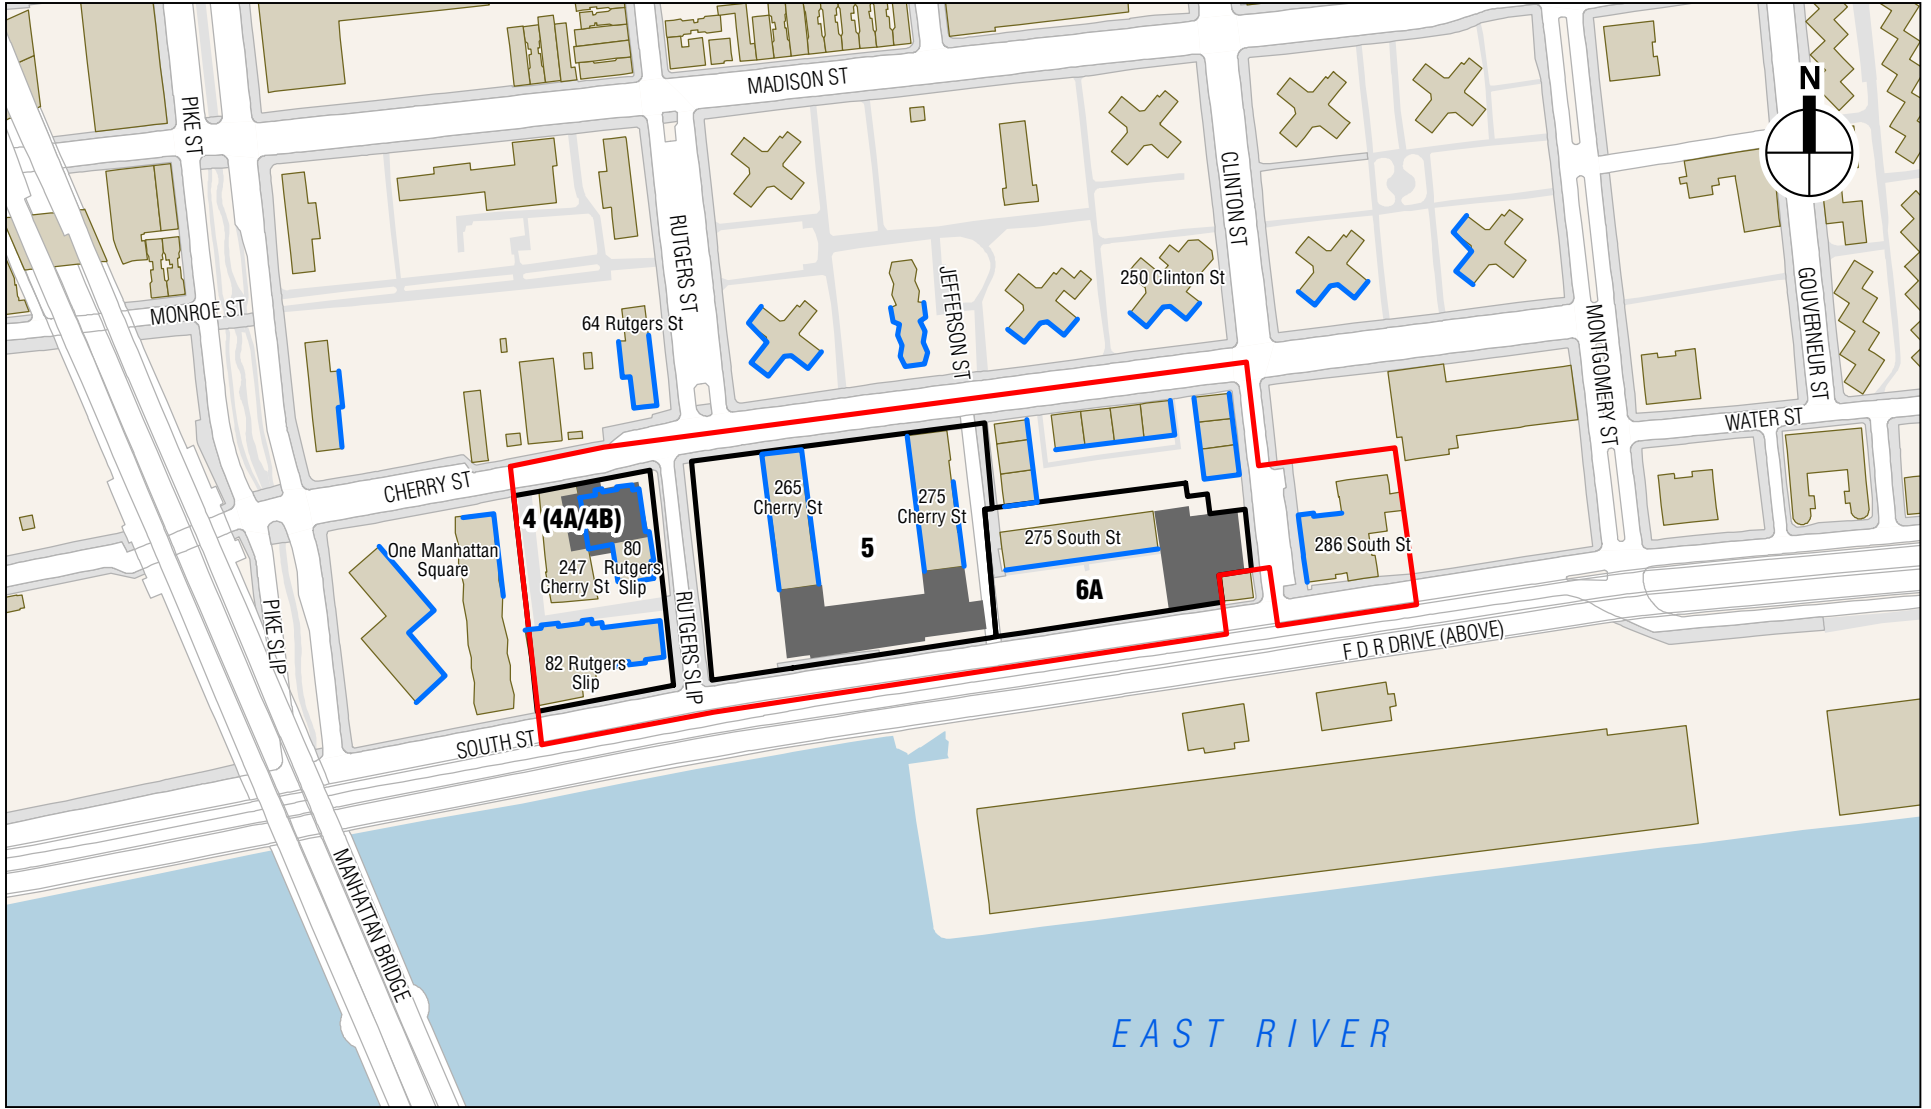 MADISON ST
N
PIKE ST
CLINTON ST
RUTGERS ST
JEFFERSON ST
250 Clinton St
GOUVERNEUR ST
MONROE ST
64 Rutgers St
MONTGOMERY ST
WATER ST
CHERRY ST
265
Cherry St
275
Cherry St
4 (4A/4B)
275 South St
286 South St
One Manhattan
Square
80
Rutgers
Slip
247
Cherry St
5
6A
PIKE SLIP
RUTGERS SLIP
82 Rutgers
Slip
F D R DRIVE (ABOVE)
SOUTH ST
MANHATTAN BRIDGE
EAST RIVER